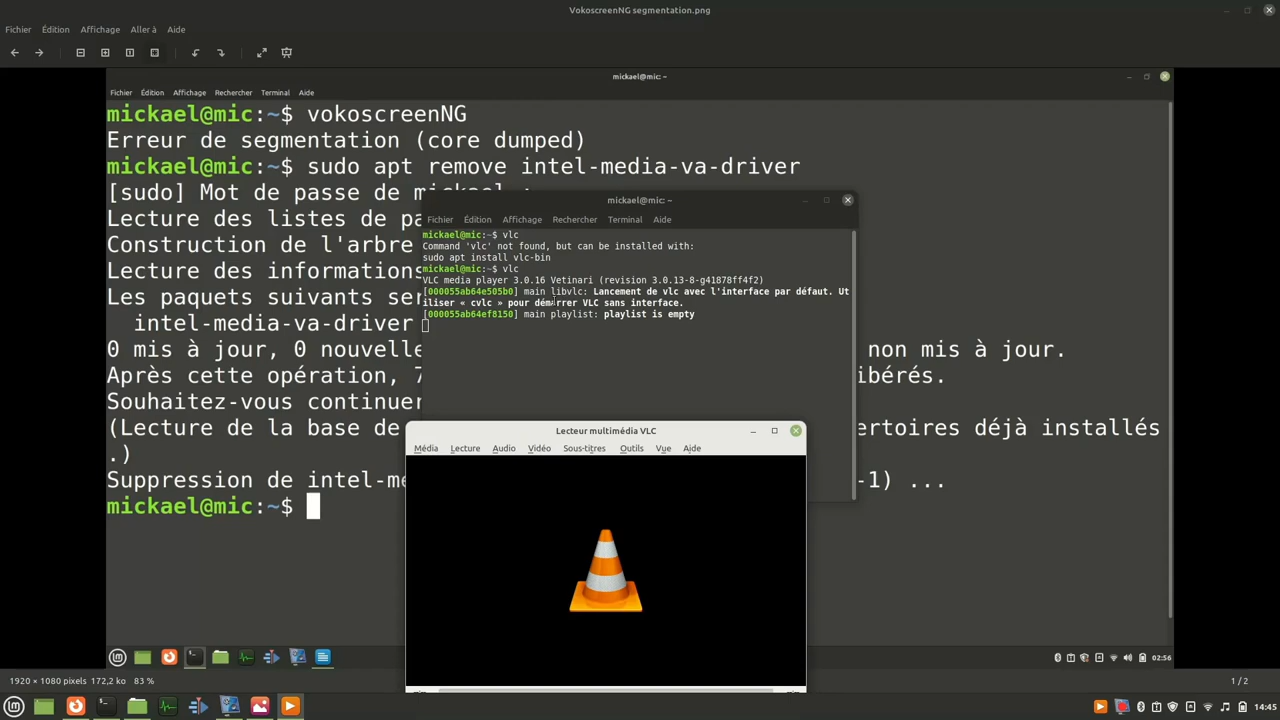 VokoscreenNG segmentation.png
Fichier Édition Affichage Aller à Aide
mickael@mic: ~
Fichier Édition Affichage Rechercher Terminal Aide
mickael@mic:~$ vokoscreenNG
Erreur de segmentation (core dumped)
mickael@mic:~$ sudo apt remove intel-media-va-driver
[sudo] Mot de passe de mickael :
Lecture des listes de pa
Construction de l'arbre
Lecture des informations
Les paquets suivants se
intel-media-va-driver
0 mis à jour, 0 nouvelle non mis à jour.
Après cette opération, 7 ibérés.
Souhaitez-vous continuer
(Lecture de la base de ertoires déjà installés
.)
Suppression de intel-me -1) ...
mickael@mic:~$
mickael@mic: ~
Fichier Édition Affichage Rechercher Terminal Aide
mickael@mic:~$ vlc
Command 'vlc' not found, but can be installed with:
sudo apt install vlc-bin
mickael@mic:~$ vlc
VLC media player 3.0.16 Vetinari (revision 3.0.13-8-g41878ff4f2)
[000055ab64e505b0] main libvlc: Lancement de vlc avec l'interface par défaut. Ut
iliser « cvlc » pour démarrer VLC sans interface.
[000055ab64ef8150] main playlist: playlist is empty
Lecteur multimédia VLC
Média Lecture Audio Vidéo Sous-titres Outils Vue Aide
02:56
1920 × 1080 pixels 172,2 ko 83 % 1 / 2
14:45